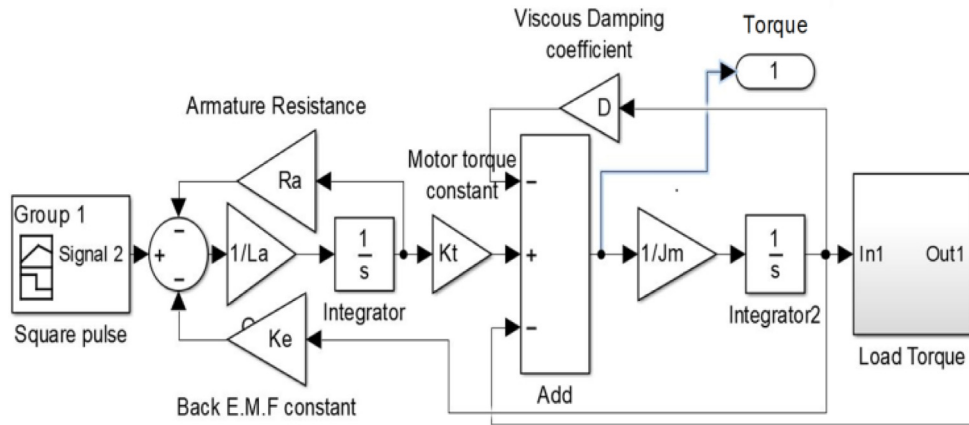 Viscous Damping
coefficient
Torque
1
D
Armature Resistance
Ra
Motor torque
constant
Group 1
Signal 2
+
−
−
1/La
1
s
Kt
−
+
−
1/Jm
1
s
In1
Out1
Square pulse
Integrator
Integrator2
Load Torque
Ke
Add
Back E.M.F constant